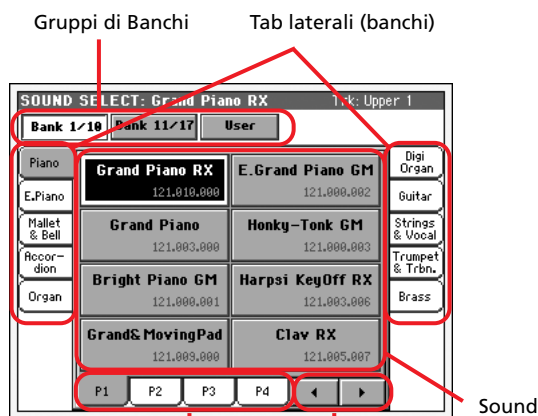 Gruppi di Banchi Tab laterali (banchi)
SOUND SELECT: Grand Piano RX Trk: Upper 1
Bank 1/10 Bank 11/17 User
Piano
Grand Piano RX
121.010.000
E.Grand Piano GM
121.000.002
Digi Organ
E.Piano
Guitar
Mallet & Bell
Grand Piano
121.003.000
Honky-Tonk GM
121.000.003
Strings & Vocal
Accor-dion
Bright Piano GM
121.000.001
Harpsi KeyOff RX
121.003.006
Trumpet & Trbn.
Organ
Brass
Grand&MovingPad
121.009.000
Clav RX
121.005.007
P1 P2 P3 P4
Sound